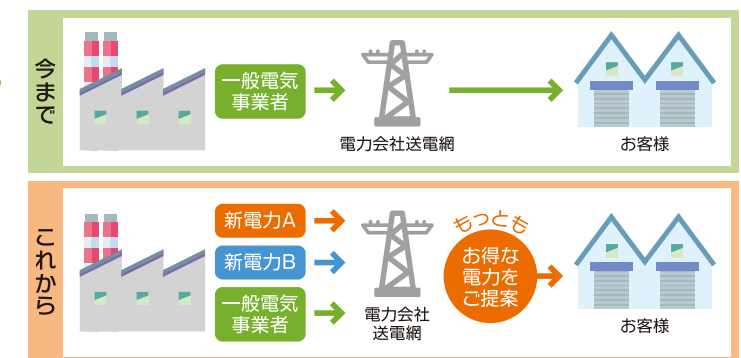 今まで
一般電気
事業者
電力会社送電網
お客様
これから
新電力A
新電力B
一般電気
事業者
電力会社
送電網
もっとも
お得な
電力を
ご提案
お客様